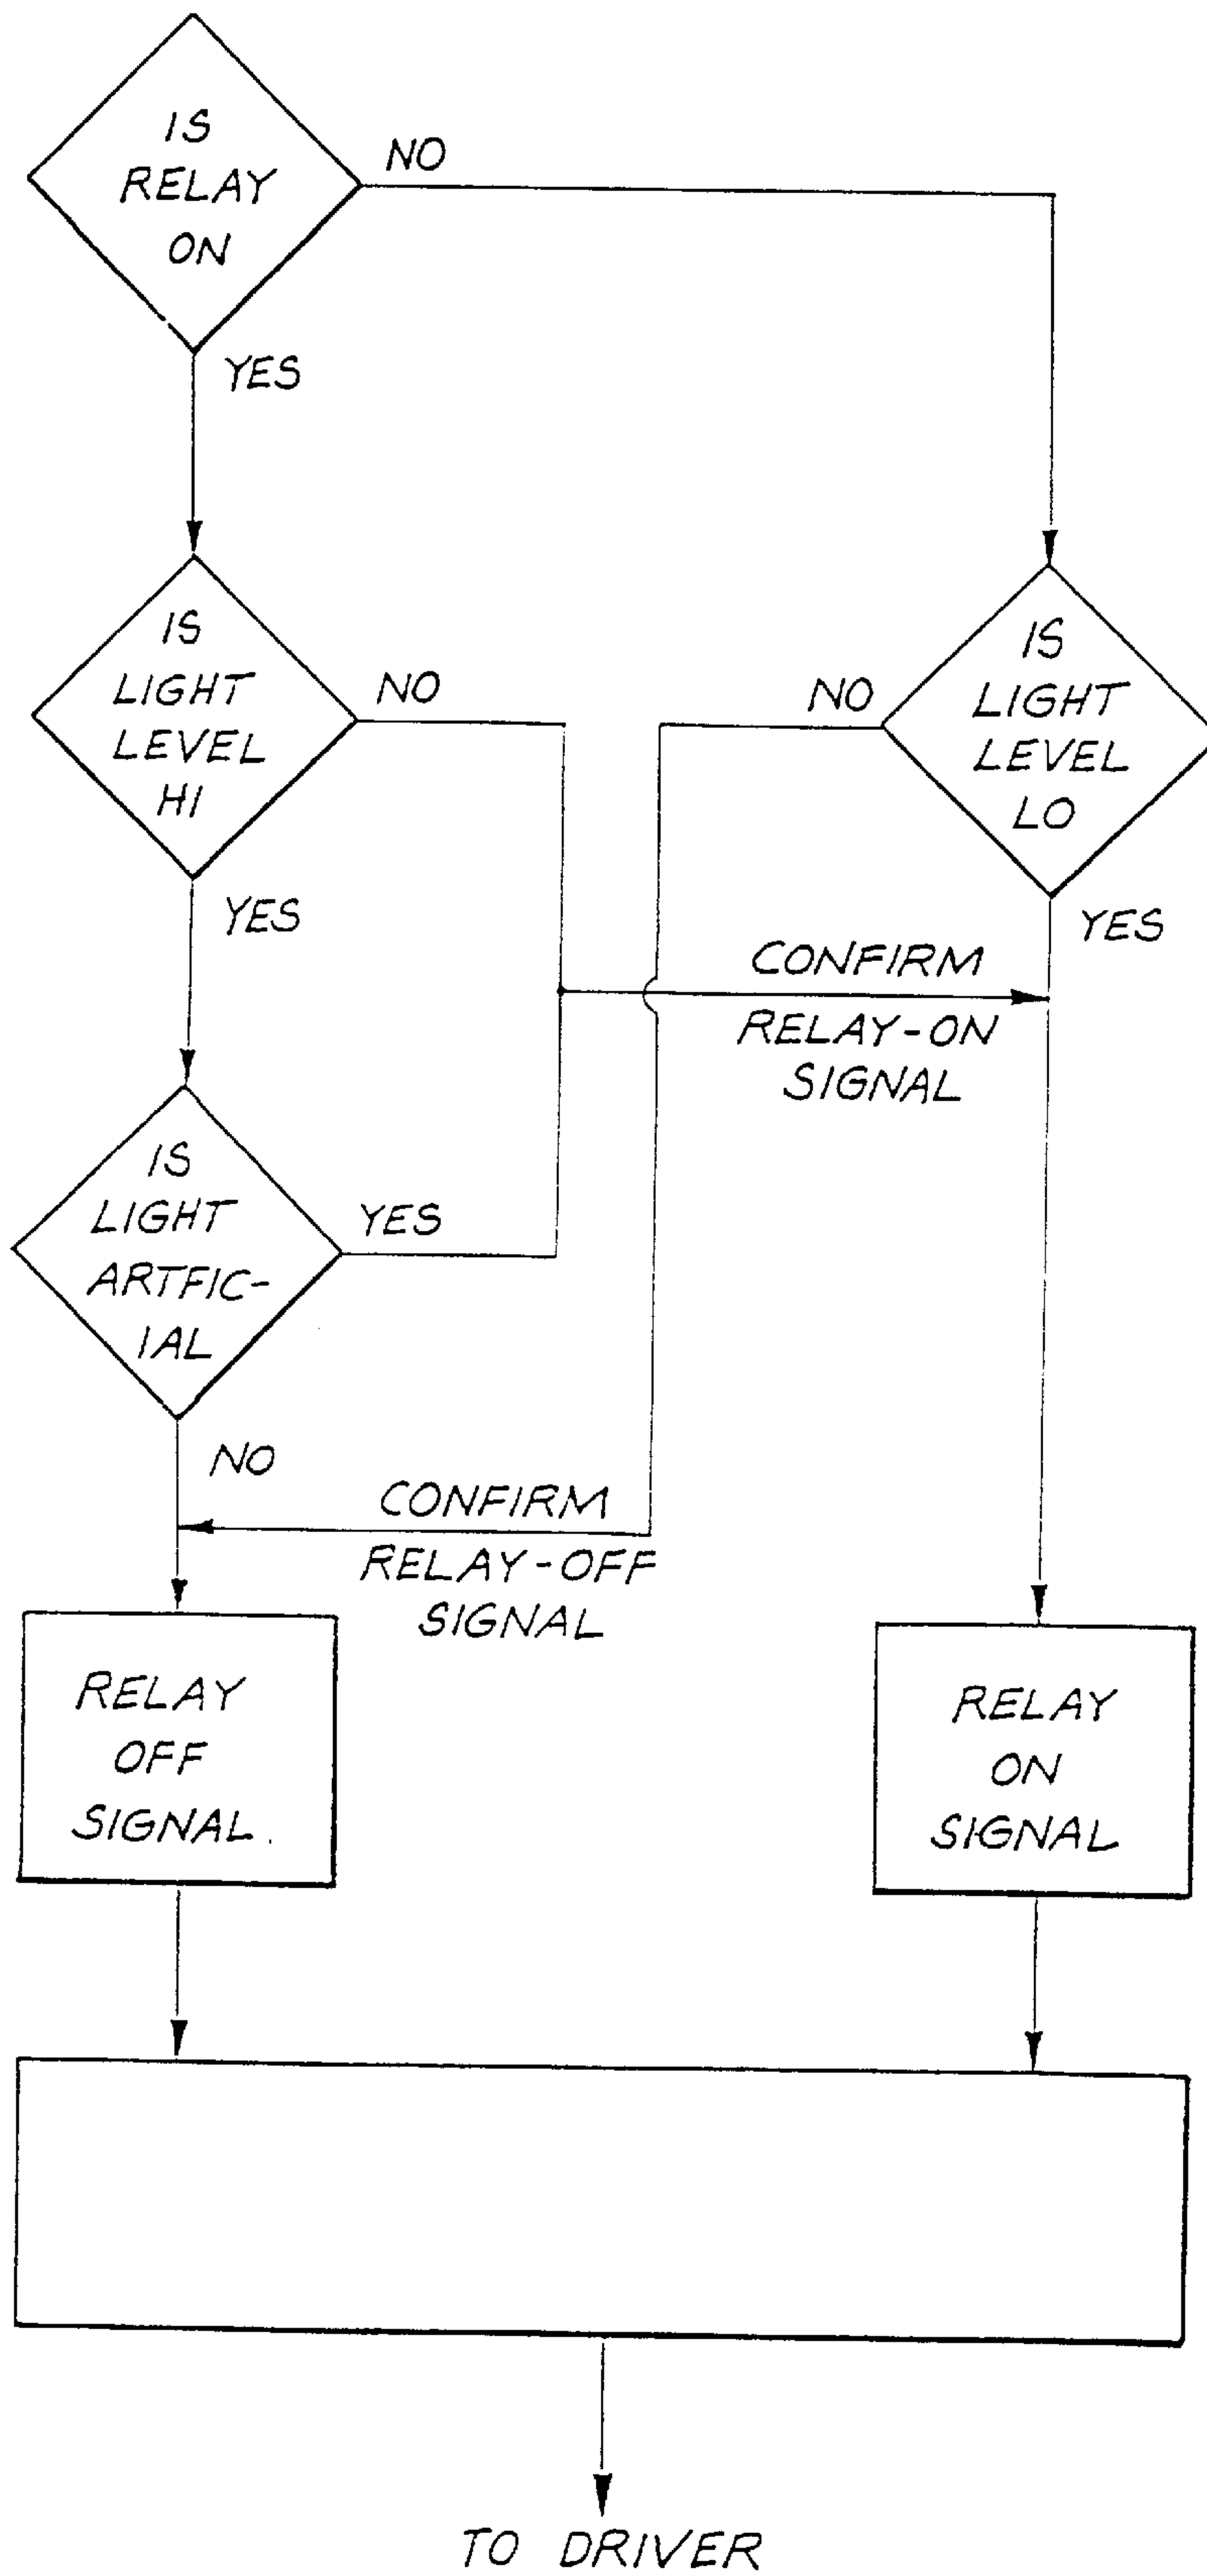 IS
RELAY
ON
NO
YES
IS
LIGHT
LEVEL
HI
NO
YES
NO
IS
LIGHT
LEVEL
LO
YES
CONFIRM
RELAY-ON
SIGNAL
IS
LIGHT
ARTFIC-
IAL
YES
NO
CONFIRM
RELAY-OFF
SIGNAL
RELAY
OFF
SIGNAL
RELAY
ON
SIGNAL
TO DRIVER